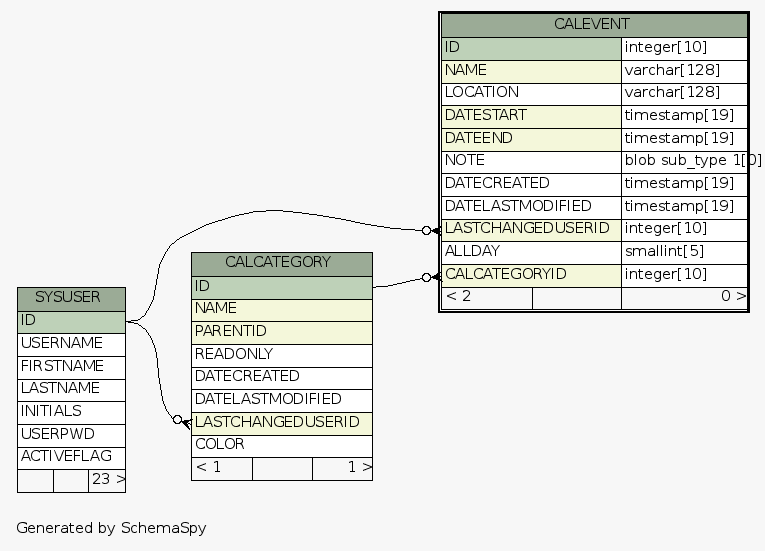 CALEVENT
ID integer[10]
NAME varchar[128]
LOCATION varchar[128]
DATESTART timestamp[19]
DATEEND timestamp[19]
NOTE blob sub_type 1[0]
DATECREATED timestamp[19]
DATELASTMODIFIED timestamp[19]
LASTCHANGEDUSERID integer[10]
ALLDAY smallint[5]
CALCATEGORYID integer[10]
< 2 0 >
CALCATEGORY
ID
NAME
PARENTID
READONLY
DATECREATED
DATELASTMODIFIED
LASTCHANGEDUSERID
COLOR
< 1 1 >
SYSUSER
ID
USERNAME
FIRSTNAME
LASTNAME
INITIALS
USERPWD
ACTIVEFLAG
23 >
Generated by SchemaSpy